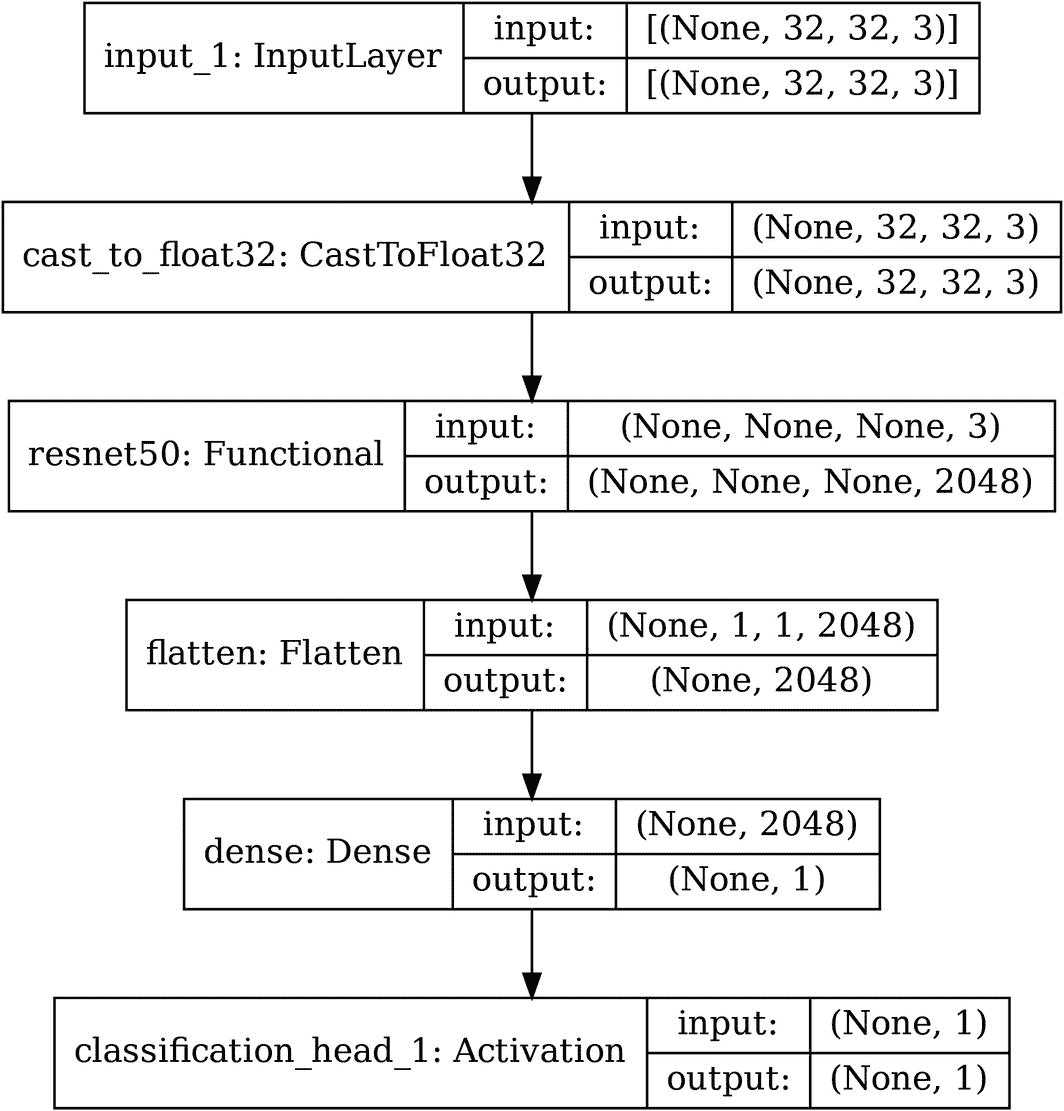 input_1: InputLayer
input: [(None, 32, 32, 3)]
output: [(None, 32, 32, 3)]
cast_to_float32: CastToFloat32
input: (None, 32, 32, 3)
output: (None, 32, 32, 3)
resnet50: Functional
input: (None, None, None, 3)
output: (None, None, None, 2048)
flatten: Flatten
input: (None, 1, 1, 2048)
output: (None, 2048)
dense: Dense
input: (None, 2048)
output: (None, 1)
classification_head_1: Activation
input: (None, 1)
output: (None, 1)